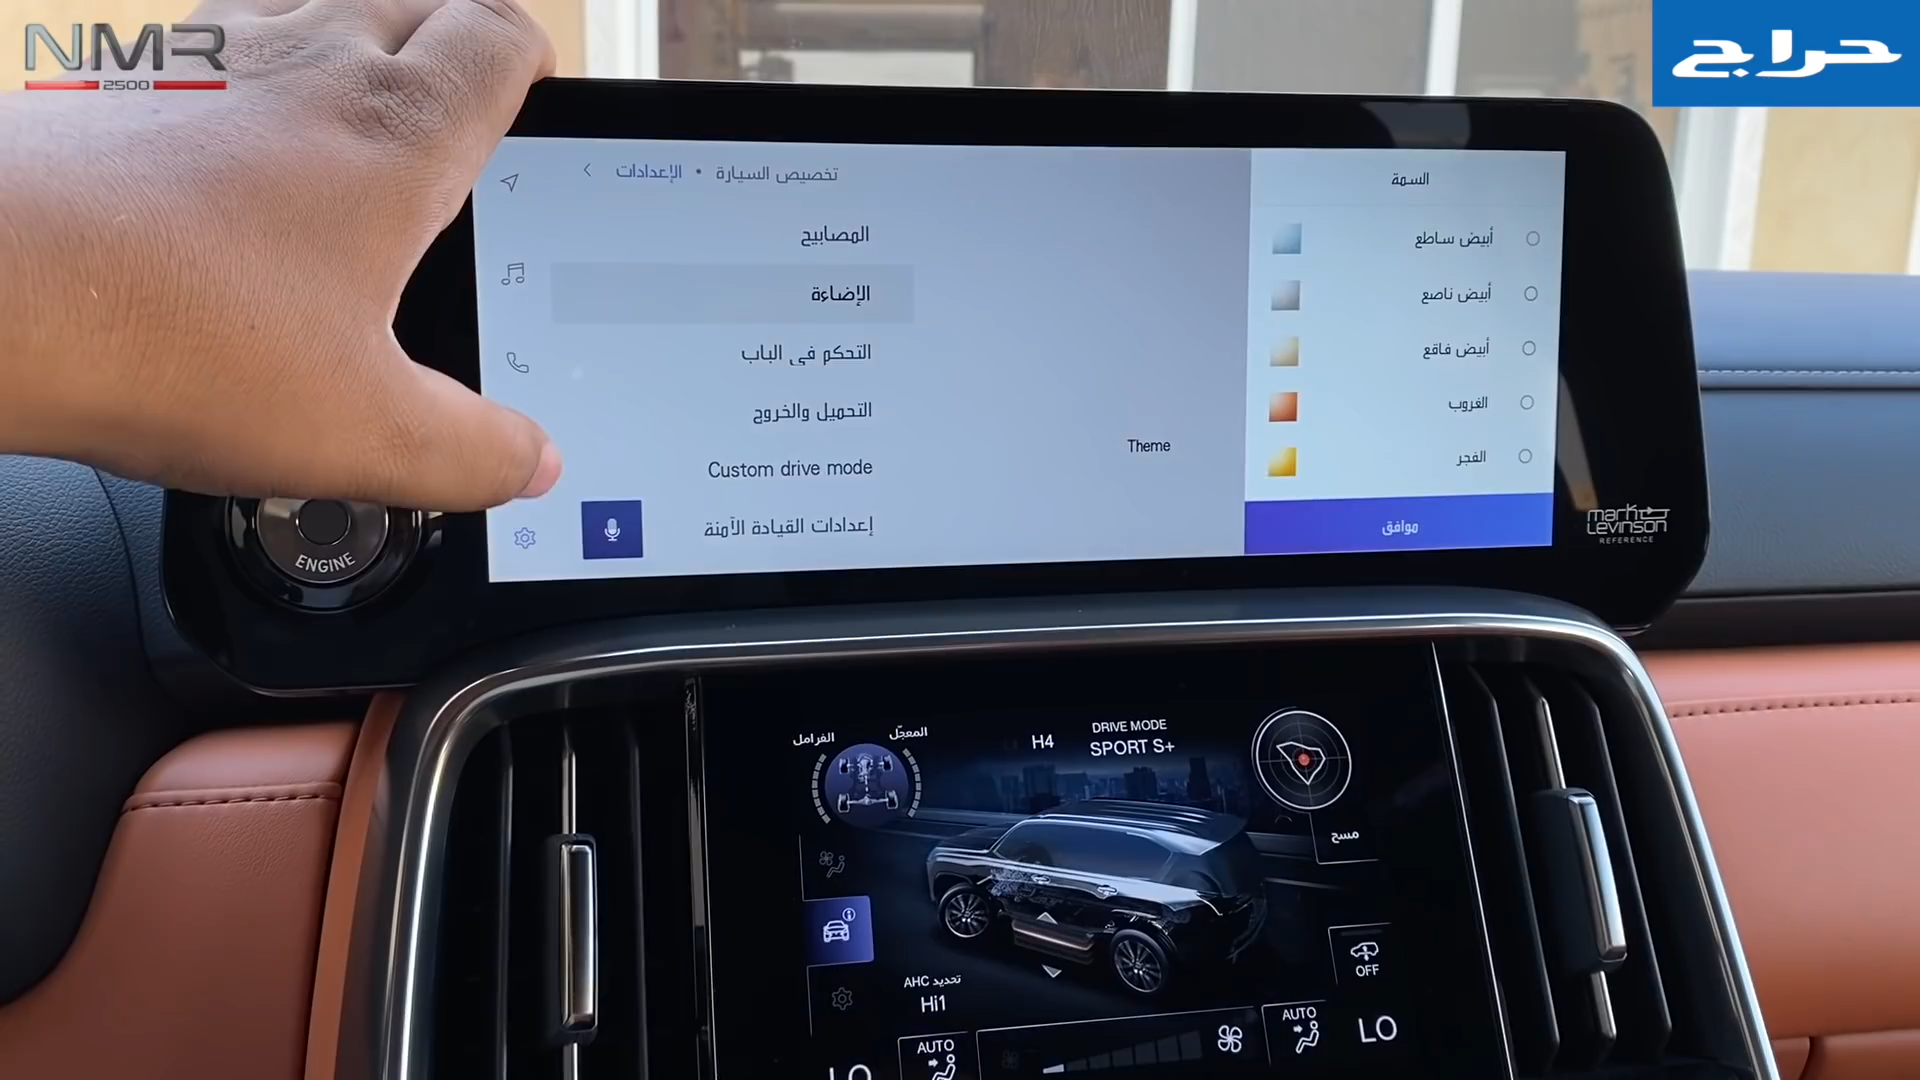 NMR
2500
حراج
الإعدادات • تخصيص السيارة
المصابيح
الإضاءة
التحكم في الباب
التحميل والخروج
Custom drive mode
إعدادات القيادة الآمنة
Theme
السمة
أبيض ساطع
أبيض ناصع
أبيض فاقع
الغروب
الفجر
موافق
ENGINE
mark Levinson
REFERENCE
الفرامل
المعجّل
H4
DRIVE MODE
SPORT S+
مسح
OFF
تحديد AHC
Hi1
AUTO
LO
AUTO
LO